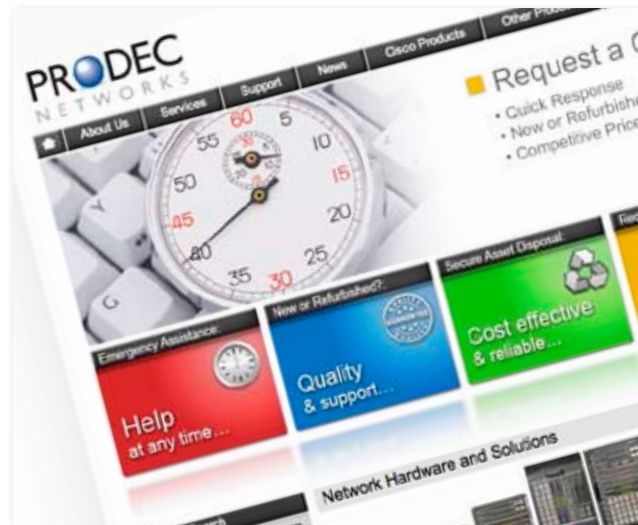 PRODEC
NETWORKS
About Us
Services
Support
News
Cisco Products
Other
Request a
• Quick Response
• New or Refurbished
• Competitive Price
60
5
10
15
20
25
30
35
40
45
50
55
Y
G
Emergency Assistance:
Help
at any time...
New or Refurbished?:
Quality
& support...
Secure Asset Disposal:
Cost effective
& reliable...
Network Hardware and Solutions